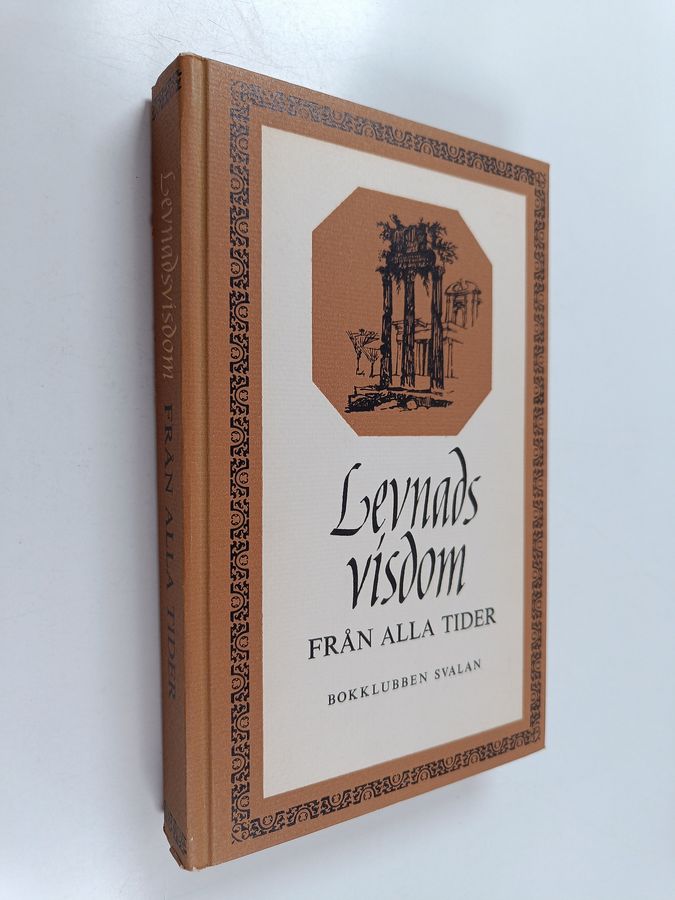 Levnadsvisdom FRÅN ALLA TIDER
Levnads
visdom
FRÅN ALLA TIDER
BOKKLUBBEN SVALAN